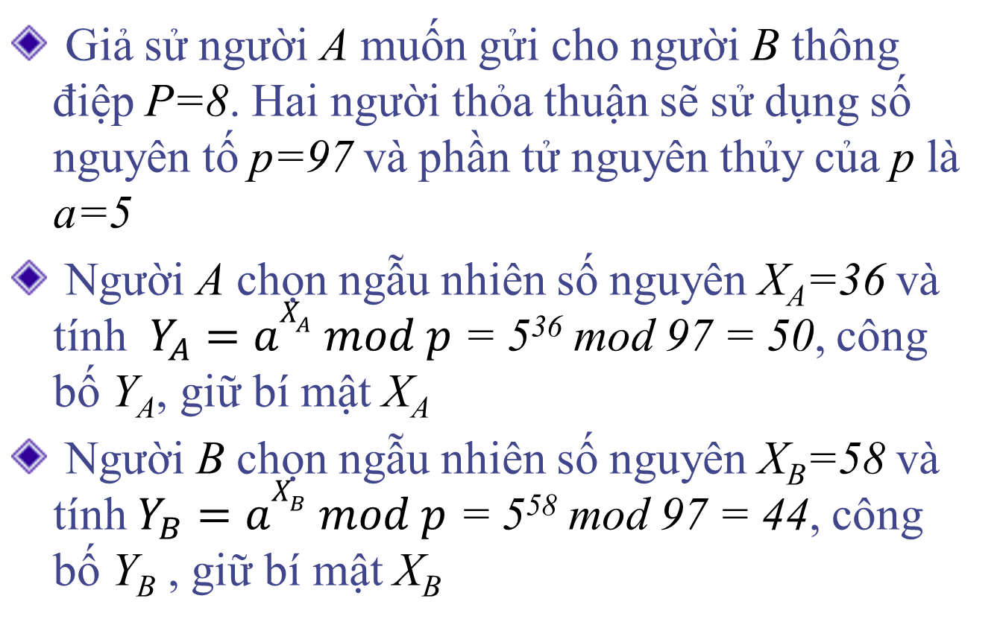 Giả sử người A muốn gửi cho người B thông
điệp P=8. Hai người thỏa thuận sẽ sử dụng số
nguyên tố p=97 và phần tử nguyên thủy của p là
a=5
Người A chọn ngẫu nhiên số nguyên X_A=36 và
tính Y_A = a^{X_A} mod p = 5^{36} mod 97 = 50, công
bố Y_A, giữ bí mật X_A
Người B chọn ngẫu nhiên số nguyên X_B=58 và
tính Y_B = a^{X_B} mod p = 5^{58} mod 97 = 44, công
bố Y_B , giữ bí mật X_B